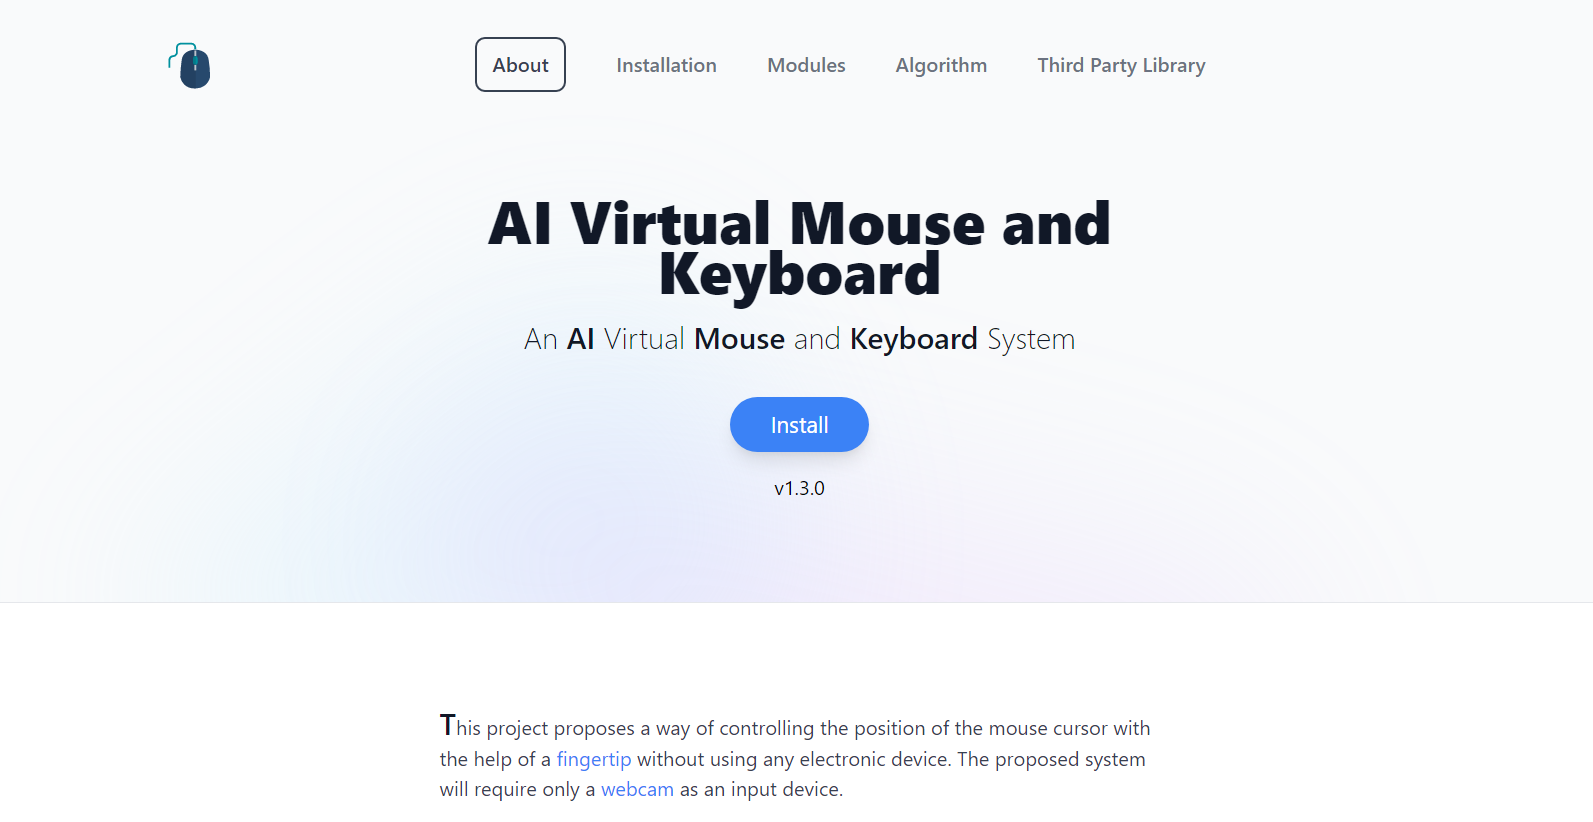 About
Installation
Modules
Algorithm
Third Party Library
AI Virtual Mouse and
Keyboard
An AI Virtual Mouse and Keyboard System
Install
v1.3.0
This project proposes a way of controlling the position of the mouse cursor with
the help of a fingertip without using any electronic device. The proposed system
will require only a webcam as an input device.